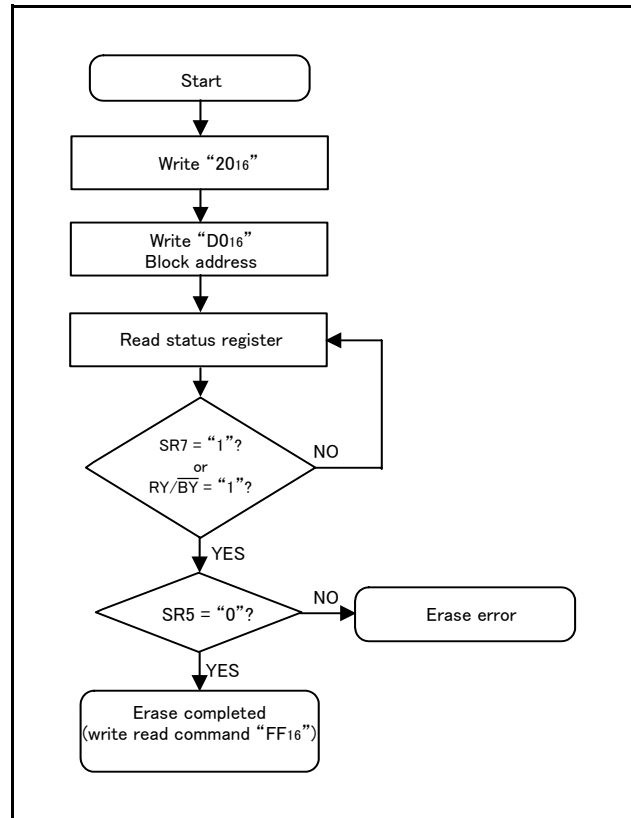 Start
Write “20₁₆”
Write “D0₁₆”
Block address
Read status register
SR7 = “1”?
or
RY/B̅Y̅ = “1”?
NO
YES
SR5 = “0”?
NO
Erase error
YES
Erase completed
(write read command “FF₁₆”)